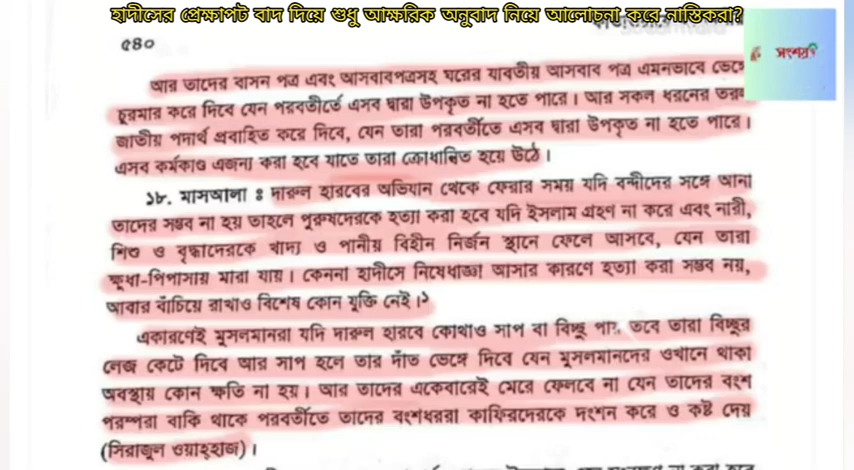 হাদীসের প্রেক্ষাপট বাদ দিয়ে শুধু আক্ষরিক অনুবাদ নিয়ে আলোচনা করে নাস্তিকরা?
৫৪০
সংশয়
আর তাদের বাসন পত্র এবং আসবাবপত্রসহ ঘরের যাবতীয় আসবাব পত্র এমনভাবে ভেঙ্গে
চুরমার করে দিবে যেন পরবর্তীতে এসব দ্বারা উপকৃত না হতে পারে। আর সকল ধরনের তরল
জাতীয় পদার্থ প্রবাহিত করে দিবে, যেন তারা পরবর্তীতে এসব দ্বারা উপকৃত না হতে পারে।
এসব কর্মকাণ্ড এজন্য করা হবে যাতে তারা ক্রোধান্বিত হয়ে উঠে।
১৮. মাসআলা : দারুল হারবের অভিযান থেকে ফেরার সময় যদি বন্দীদের সঙ্গে আনা
তাদের সম্ভব না হয় তাহলে পুরুষদেরকে হত্যা করা হবে যদি ইসলাম গ্রহণ না করে এবং নারী,
শিশু ও বৃদ্ধাদেরকে খাদ্য ও পানীয় বিহীন নির্জন স্থানে ফেলে আসবে, যেন তারা
ক্ষুধা-পিপাসায় মারা যায়। কেননা হাদীসে নিষেধাজ্ঞা আসার কারণে হত্যা করা সম্ভব নয়,
আবার বাঁচিয়ে রাখাও বিশেষ কোন যুক্তি নেই।১
একারণেই মুসলমানরা যদি দারুল হারবে কোথাও সাপ বা বিচ্ছু পায় তবে তারা বিচ্ছুর
লেজ কেটে দিবে আর সাপ হলে তার দাঁত ভেঙ্গে দিবে যেন মুসলমানদের ওখানে থাকা
অবস্থায় কোন ক্ষতি না হয়। আর তাদের একেবারেই মেরে ফেলবে না যেন তাদের বংশ
পরম্পরা বাকি থাকে পরবর্তীতে তাদের বংশধররা কাফিরদেরকে দংশন করে ও কষ্ট দেয়
(সিরাজুল ওয়াহ্হাজ)।